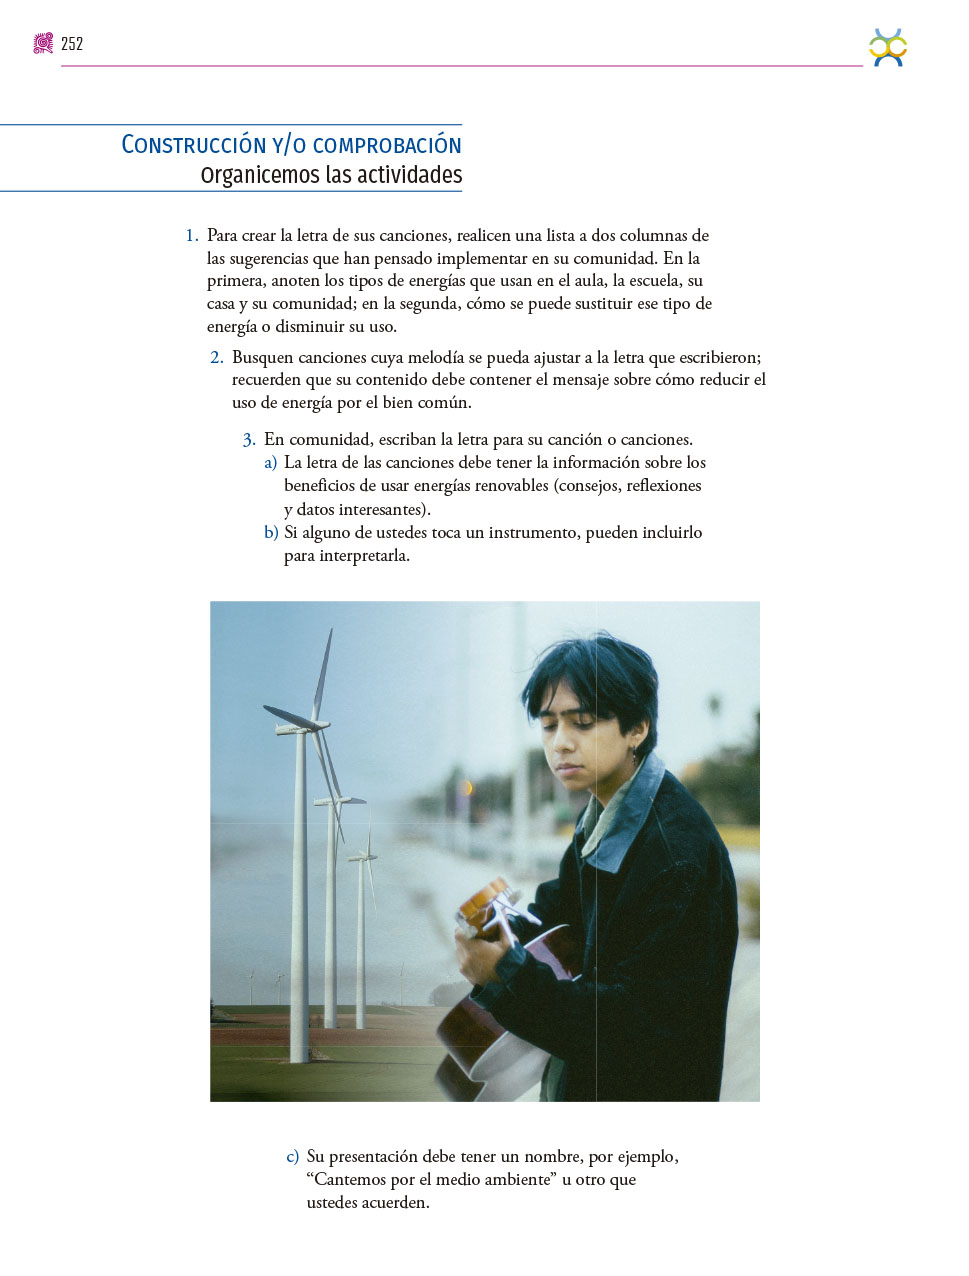 252
Construcción y/o comprobación
Organicemos las actividades
1. Para crear la letra de sus canciones, realicen una lista a dos columnas de
las sugerencias que han pensado implementar en su comunidad. En la
primera, anoten los tipos de energías que usan en el aula, la escuela, su
casa y su comunidad; en la segunda, cómo se puede sustituir ese tipo de
energía o disminuir su uso.
2. Busquen canciones cuya melodía se pueda ajustar a la letra que escribieron;
recuerden que su contenido debe contener el mensaje sobre cómo reducir el
uso de energía por el bien común.
3. En comunidad, escriban la letra para su canción o canciones.
a) La letra de las canciones debe tener la información sobre los
beneficios de usar energías renovables (consejos, reflexiones
y datos interesantes).
b) Si alguno de ustedes toca un instrumento, pueden incluirlo
para interpretarla.
c) Su presentación debe tener un nombre, por ejemplo,
“Cantemos por el medio ambiente” u otro que
ustedes acuerden.